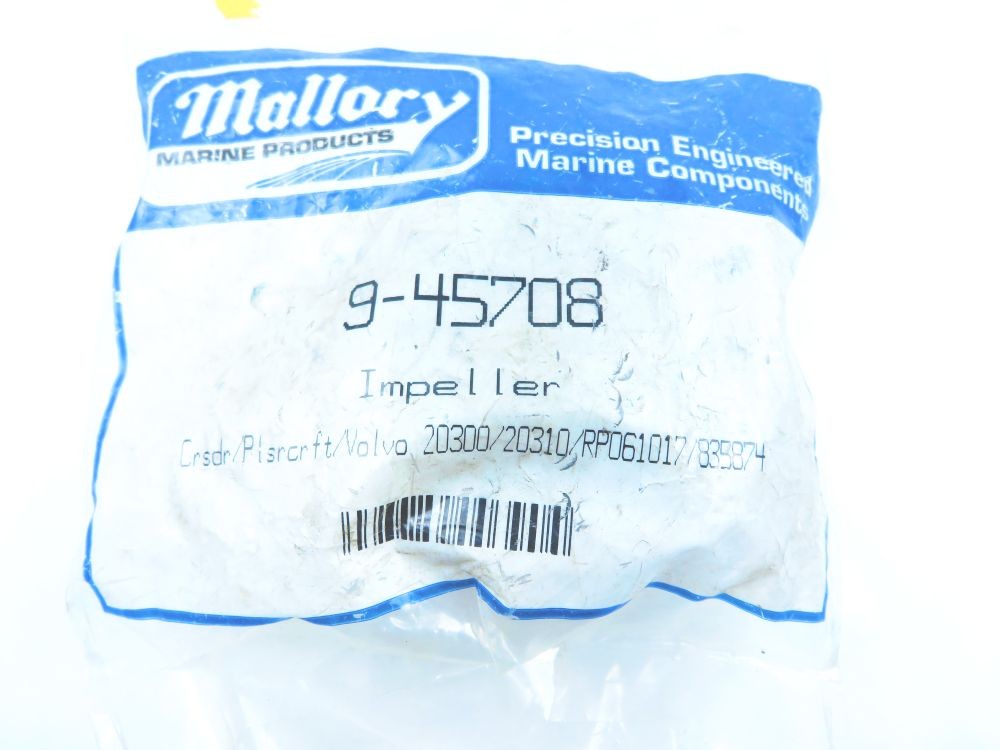 Mallory
MARINE PRODUCTS
Precision Engineered
Marine Components
9-45708
Impeller
Crsdr/Plsrcrft/Volvo 20300/20310/RP061017/835874